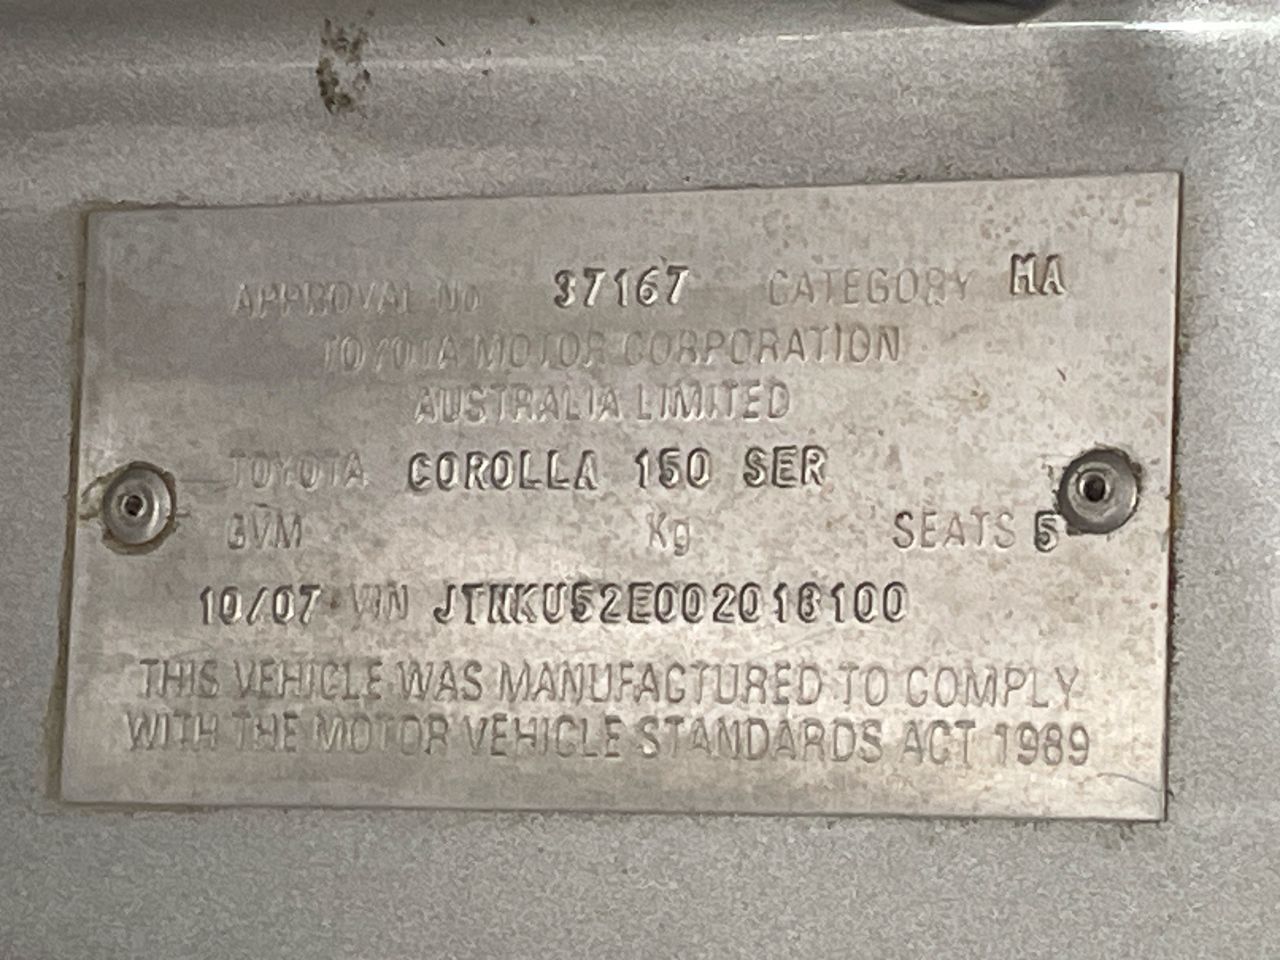 APPROVAL No 37167 CATEGORY MA
TOYOTA MOTOR CORPORATION
AUSTRALIA LIMITED
TOYOTA COROLLA 150 SER
GVM Kg SEATS 5
10/07 VIN JTNKU52E002018100
THIS VEHICLE WAS MANUFACTURED TO COMPLY
WITH THE MOTOR VEHICLE STANDARDS ACT 1989